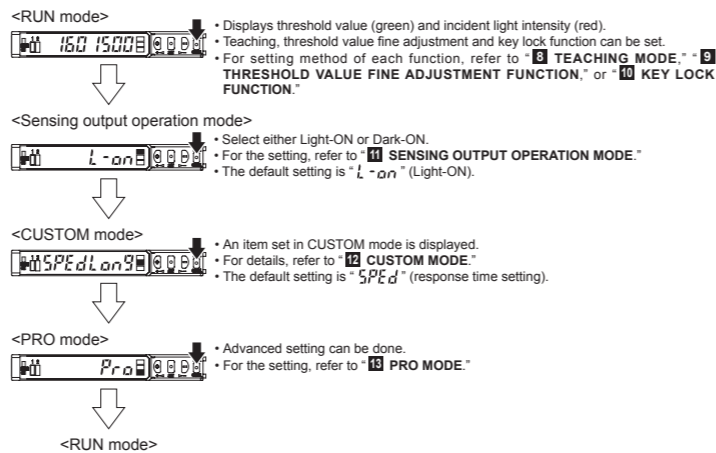 <RUN mode>
160 1500
• Displays threshold value (green) and incident light intensity (red).
• Teaching, threshold value fine adjustment and key lock function can be set.
• For setting method of each function, refer to “ 8 TEACHING MODE,” “ 9
THRESHOLD VALUE FINE ADJUSTMENT FUNCTION,” or “ 10 KEY LOCK
FUNCTION.”
<Sensing output operation mode>
L-on
• Select either Light-ON or Dark-ON.
• For the setting, refer to “ 11 SENSING OUTPUT OPERATION MODE.”
• The default setting is “ L-on ” (Light-ON).
<CUSTOM mode>
SPEdLong
• An item set in CUSTOM mode is displayed.
• For details, refer to “ 12 CUSTOM MODE.”
• The default setting is “ SPEd ” (response time setting).
<PRO mode>
Pro
• Advanced setting can be done.
• For the setting, refer to “ 13 PRO MODE.”
<RUN mode>